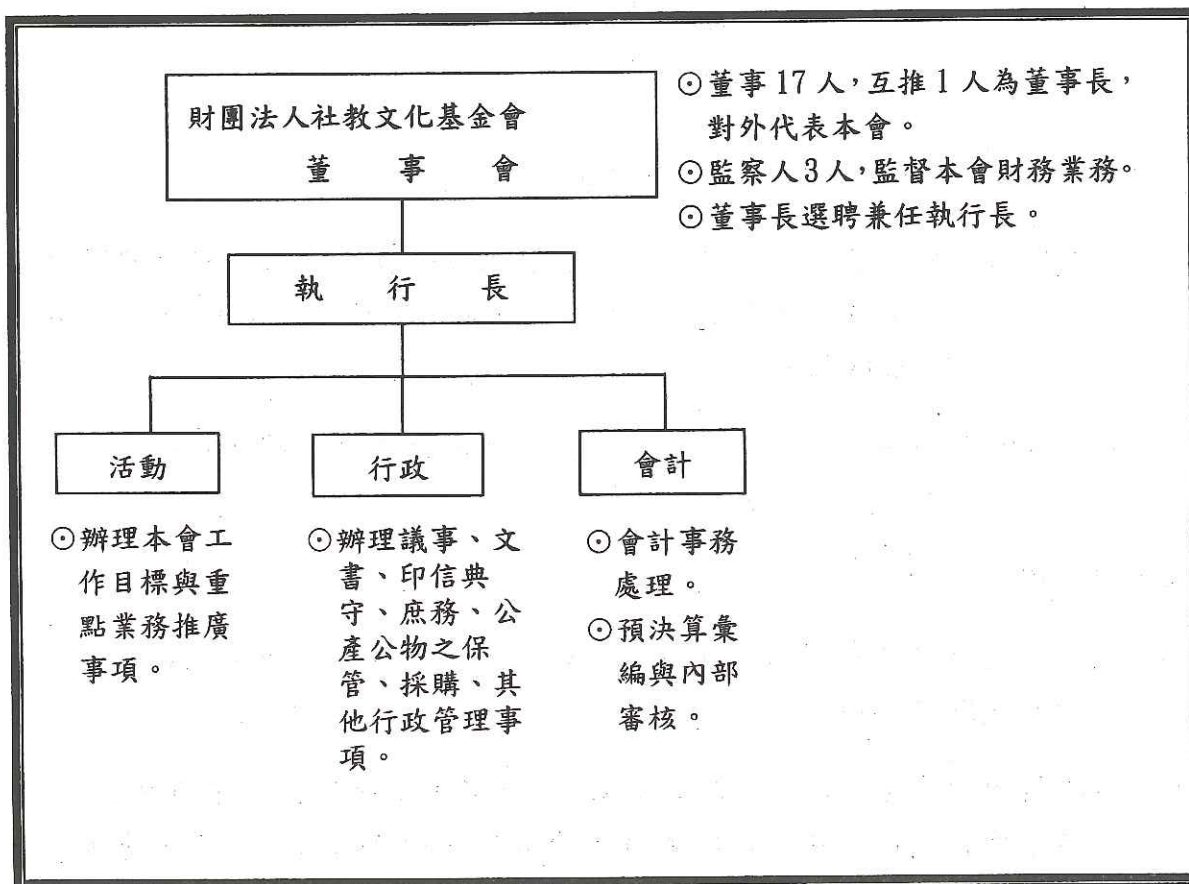 財團法人社教文化基金會
董事會
⊙董事17人，互推1人為董事長，
對外代表本會。
⊙監察人3人，監督本會財務業務。
⊙董事長選聘兼任執行長。
執行長
活動
⊙辦理本會工
作目標與重
點業務推廣
事項。
行政
⊙辦理議事、文
書、印信典
守、庶務、公
產公物之保
管、採購、其
他行政管理事
項。
會計
⊙會計事務
處理。
⊙預決算彙
編與內部
審核。